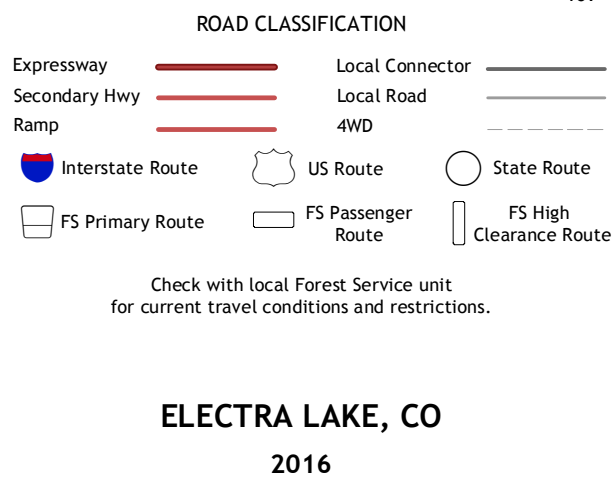 ROAD CLASSIFICATION
Expressway
Local Connector
Secondary Hwy
Local Road
Ramp
4WD
Interstate Route
US Route
State Route
FS Primary Route
FS Passenger
Route
FS High
Clearance Route
Check with local Forest Service unit
for current travel conditions and restrictions.
ELECTRA LAKE, CO
2016